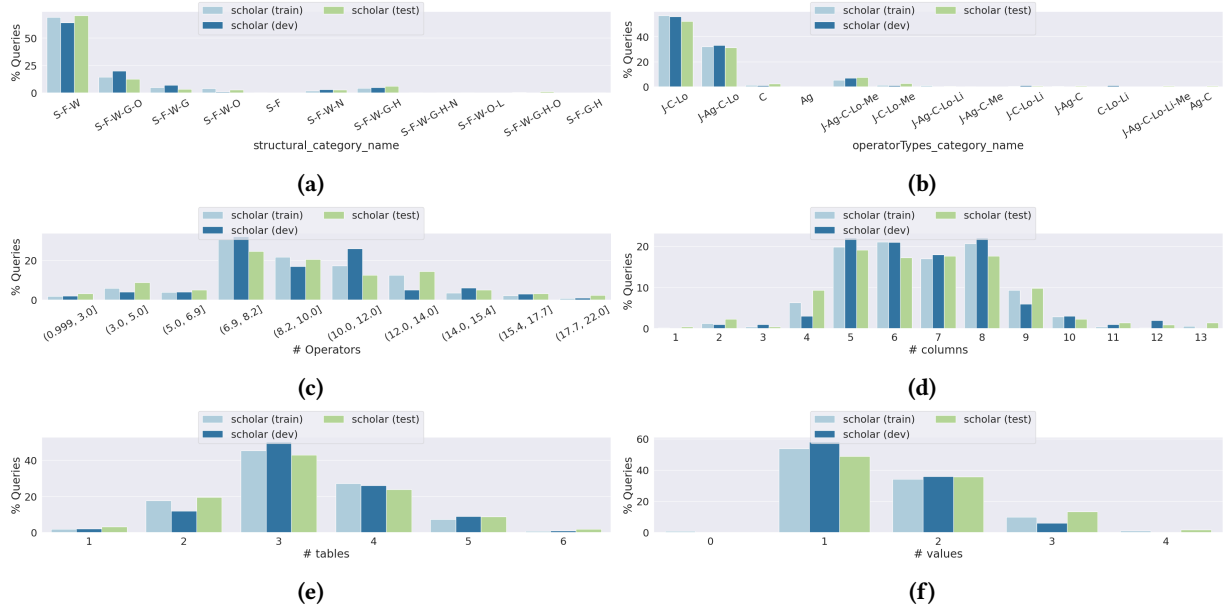 scholar (train) scholar (test)
scholar (dev)
% Queries
50
25
0
S-F-W S-F-W-G-O S-F-W-G S-F-W-O S-F S-F-W-N S-F-W-G-H S-F-W-G-H-N S-F-W-O-L S-F-W-G-H-O S-F-G-H
structural_category_name
(a)
scholar (train) scholar (test)
scholar (dev)
% Queries
40
20
0
J-C-Lo J-Ag-C-Lo C Ag J-Ag-C-Lo-Me J-C-Lo-Me J-Ag-C-Lo-Li J-Ag-C-Me J-C-Lo-Li J-Ag-C C-Lo-Li J-Ag-C-Lo-Li-Me Ag-C
operatorTypes_category_name
(b)
scholar (train) scholar (test)
scholar (dev)
% Queries
20
0
(0.999, 3.0] (3.0, 5.0] (5.0, 6.9] (6.9, 8.2] (8.2, 10.0] (10.0, 12.0] (12.0, 14.0] (14.0, 15.4] (15.4, 17.7] (17.7, 22.0]
# Operators
(c)
scholar (train) scholar (test)
scholar (dev)
% Queries
20
10
0
1 2 3 4 5 6 7 8 9 10 11 12 13
# columns
(d)
scholar (train) scholar (test)
scholar (dev)
% Queries
40
20
0
1 2 3 4 5 6
# tables
(e)
scholar (train) scholar (test)
scholar (dev)
% Queries
60
40
20
0
0 1 2 3 4
# values
(f)